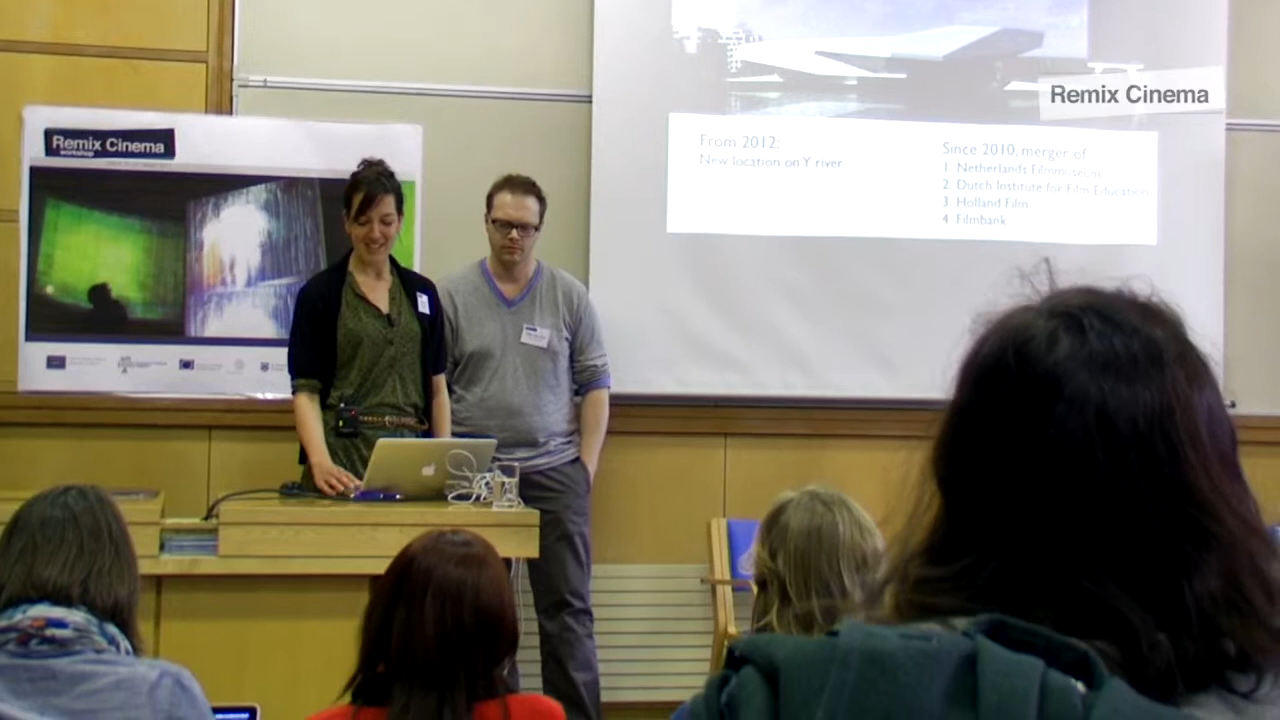 Remix Cinema
workshop
Remix Cinema
From 2012:
New location on Y river
Since 2010, merger of
1 Netherlands Filmmuseum
2 Dutch Institute for Film Education
3 Holland Film
4 Filmbank